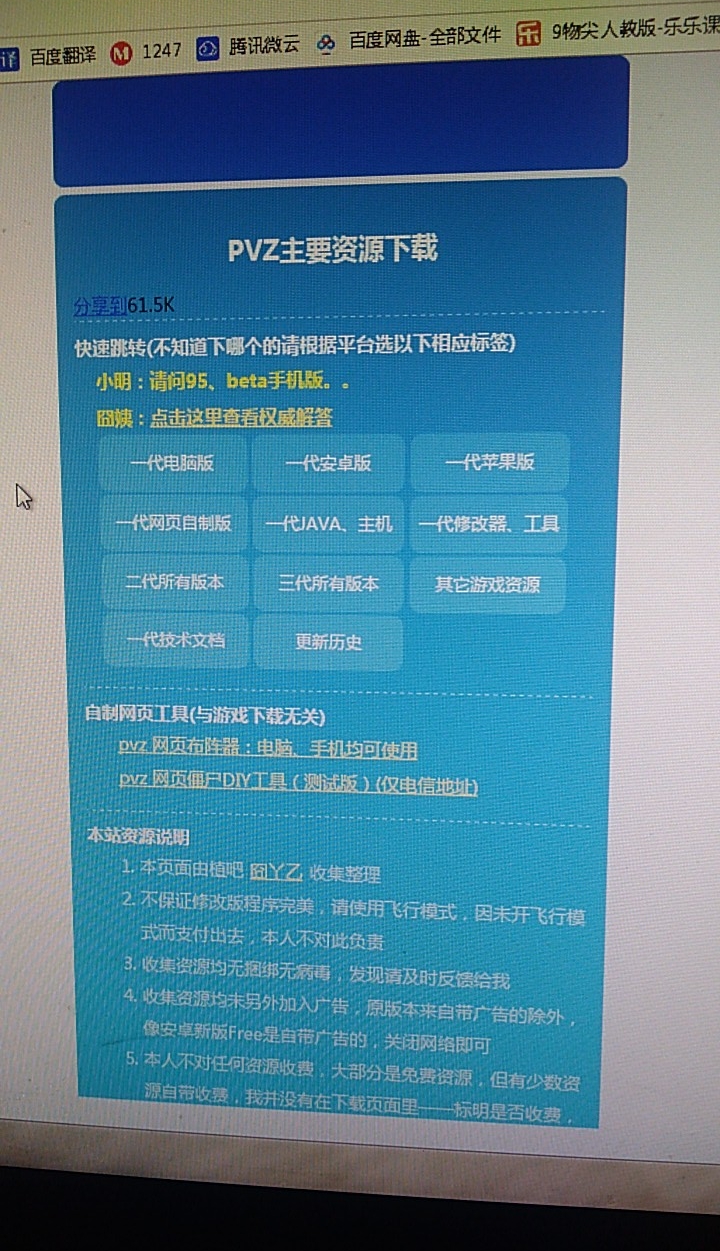 译 百度翻译 M 1247 腾讯微云 百度网盘-全部文件 乐 9物尖人教版-乐乐课
PVZ主要资源下载
分享到61.5K
快速跳转(不知道下哪个的请根据平台选以下相应标签)
小明：请问95、beta手机版。。
囧姨：点击这里查看权威解答
一代电脑版 一代安卓版 一代苹果版
一代网页自制版 一代JAVA、主机 一代修改器、工具
二代所有版本 三代所有版本 其它游戏资源
一代技术文档 更新历史
自制网页工具(与游戏下载无关)
pvz 网页布阵器：电脑、手机均可使用
pvz 网页僵尸DIY工具（测试版）(仅电信地址)
本站资源说明
1. 本页面由植吧 囧丫乙 收集整理
2. 不保证修改版程序完美，请使用飞行模式，因未开飞行模
式而支付出去，本人不对此负责
3. 收集资源均无捆绑无病毒，发现请及时反馈给我
4. 收集资源均未另外加入广告，原版本来自带广告的除外，
像安卓新版Free是自带广告的，关闭网络即可
5. 本人不对任何资源收费，大部分是免费资源，但有少数资
源自带收费，我并没有在下载页面里一一标明是否收费，